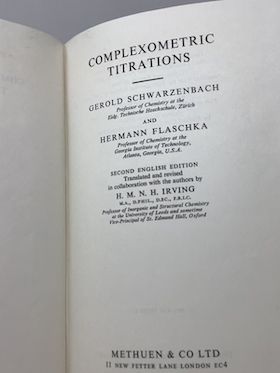 COMPLEXOMETRIC
TITRATIONS
GEROLD SCHWARZENBACH
Professor of Chemistry at the
Eidg. Technische Hochschule, Zürich
AND
HERMANN FLASCHKA
Professor of Chemistry at the
Georgia Institute of Technology,
Atlanta, Georgia, U.S.A.
SECOND ENGLISH EDITION
Translated and revised
in collaboration with the authors by
H. M. N. H. IRVING
M.A., D.PHIL., D.SC., F.R.I.C.
Professor of Inorganic and Structural Chemistry
at the University of Leeds and sometime
Vice-Principal of St. Edmund Hall, Oxford
METHUEN & CO LTD
11 NEW FETTER LANE LONDON EC4